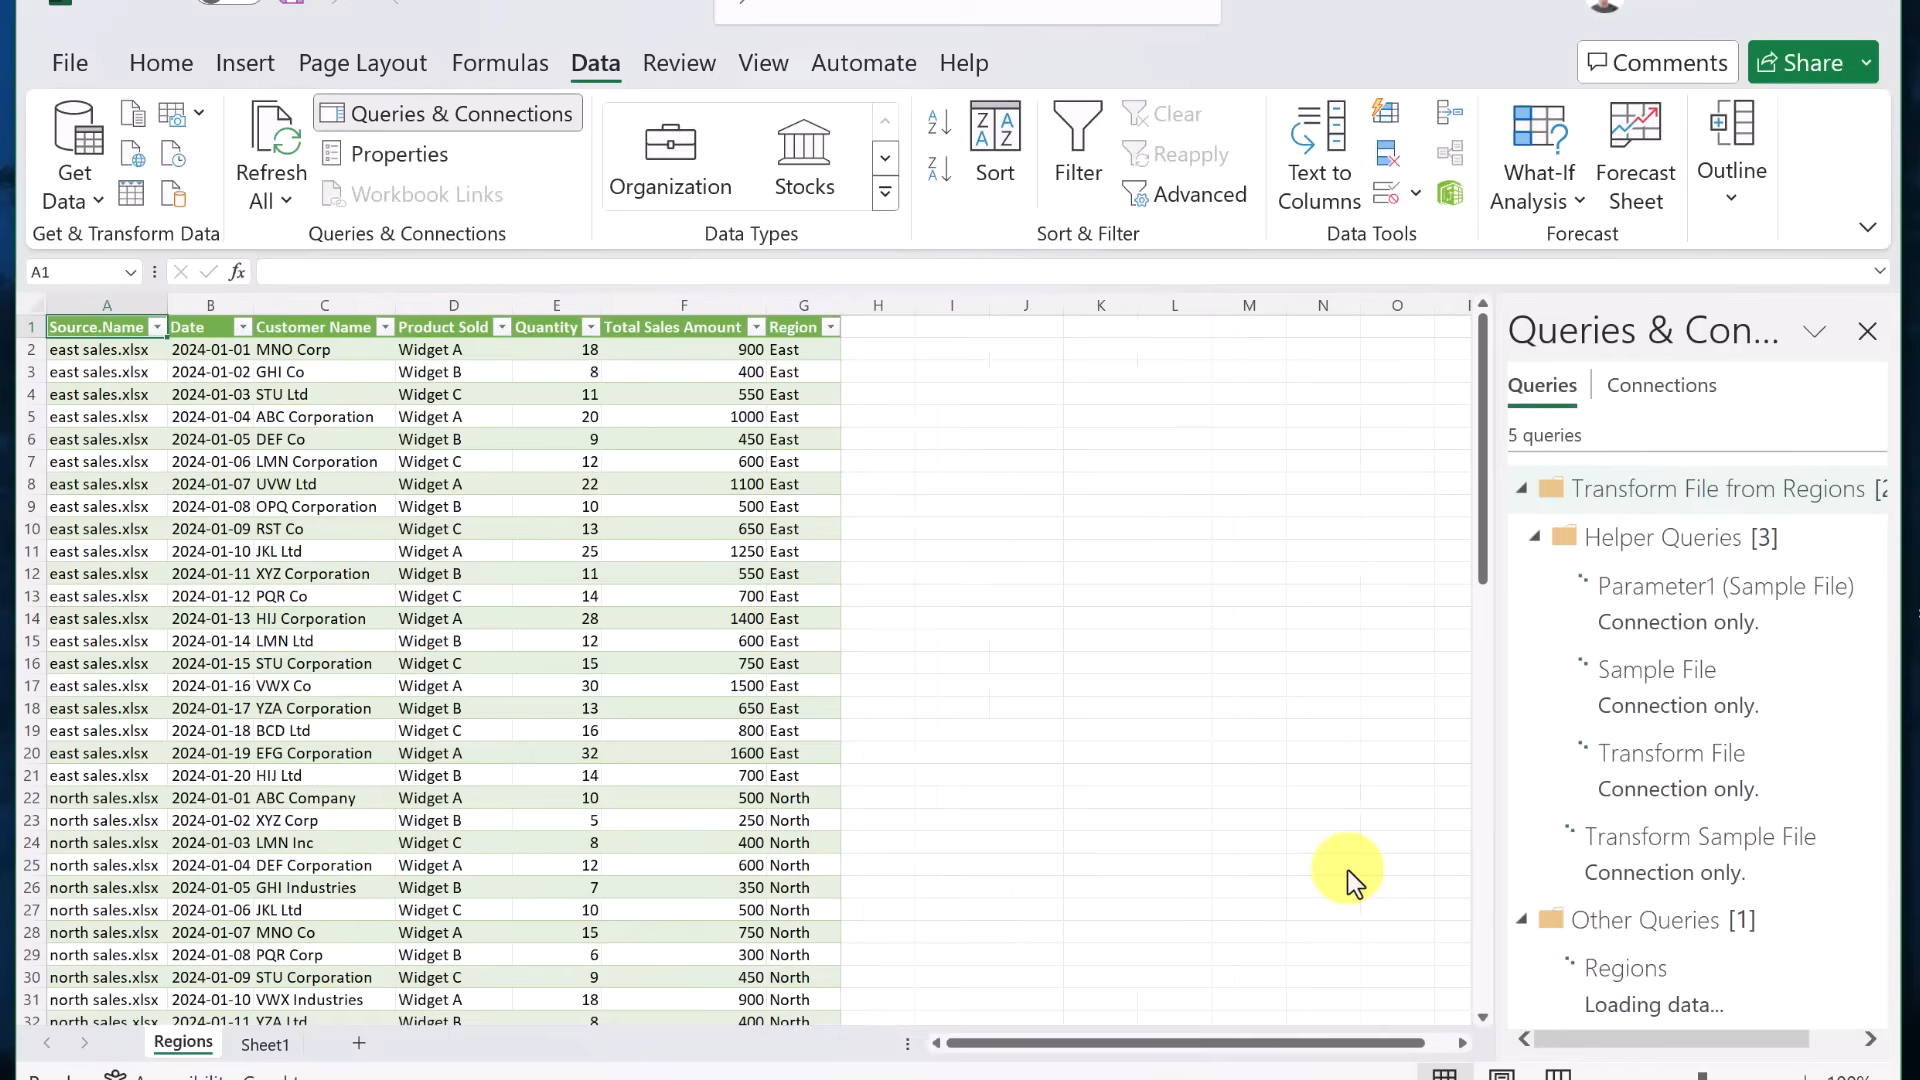 File Home Insert Page Layout Formulas Data Review View Automate Help Comments Share
Get Data
Refresh All
Queries & Connections
Properties
Workbook Links
Organization
Stocks
Sort
Filter
Clear
Reapply
Advanced
Text to Columns
What-If Analysis
Forecast Sheet
Outline
Get & Transform Data Queries & Connections Data Types Sort & Filter Data Tools Forecast
A1 fx
A B C D E F G H I J K L M N O
1 Source.Name Date Customer Name Product Sold Quantity Total Sales Amount Region
2 east sales.xlsx 2024-01-01 MNO Corp Widget A 18 900 East
3 east sales.xlsx 2024-01-02 GHI Co Widget B 8 400 East
4 east sales.xlsx 2024-01-03 STU Ltd Widget C 11 550 East
5 east sales.xlsx 2024-01-04 ABC Corporation Widget A 20 1000 East
6 east sales.xlsx 2024-01-05 DEF Co Widget B 9 450 East
7 east sales.xlsx 2024-01-06 LMN Corporation Widget C 12 600 East
8 east sales.xlsx 2024-01-07 UVW Ltd Widget A 22 1100 East
9 east sales.xlsx 2024-01-08 OPQ Corporation Widget B 10 500 East
10 east sales.xlsx 2024-01-09 RST Co Widget C 13 650 East
11 east sales.xlsx 2024-01-10 JKL Ltd Widget A 25 1250 East
12 east sales.xlsx 2024-01-11 XYZ Corporation Widget B 11 550 East
13 east sales.xlsx 2024-01-12 PQR Co Widget C 14 700 East
14 east sales.xlsx 2024-01-13 HIJ Corporation Widget A 28 1400 East
15 east sales.xlsx 2024-01-14 LMN Ltd Widget B 12 600 East
16 east sales.xlsx 2024-01-15 STU Corporation Widget C 15 750 East
17 east sales.xlsx 2024-01-16 VWX Co Widget A 30 1500 East
18 east sales.xlsx 2024-01-17 YZA Corporation Widget B 13 650 East
19 east sales.xlsx 2024-01-18 BCD Ltd Widget C 16 800 East
20 east sales.xlsx 2024-01-19 EFG Corporation Widget A 32 1600 East
21 east sales.xlsx 2024-01-20 HIJ Ltd Widget B 14 700 East
22 north sales.xlsx 2024-01-01 ABC Company Widget A 10 500 North
23 north sales.xlsx 2024-01-02 XYZ Corp Widget B 5 250 North
24 north sales.xlsx 2024-01-03 LMN Inc Widget C 8 400 North
25 north sales.xlsx 2024-01-04 DEF Corporation Widget A 12 600 North
26 north sales.xlsx 2024-01-05 GHI Industries Widget B 7 350 North
27 north sales.xlsx 2024-01-06 JKL Ltd Widget C 10 500 North
28 north sales.xlsx 2024-01-07 MNO Co Widget A 15 750 North
29 north sales.xlsx 2024-01-08 PQR Corp Widget B 6 300 North
30 north sales.xlsx 2024-01-09 STU Corporation Widget C 9 450 North
31 north sales.xlsx 2024-01-10 VWX Industries Widget A 18 900 North
32 north sales.xlsx 2024-01-11 YZA Ltd Widget B 8 400 North
Regions Sheet1
Queries & Con...
Queries Connections
5 queries
Transform File from Regions [2
Helper Queries [3]
Parameter1 (Sample File)
Connection only.
Sample File
Connection only.
Transform File
Connection only.
Transform Sample File
Connection only.
Other Queries [1]
Regions
Loading data...